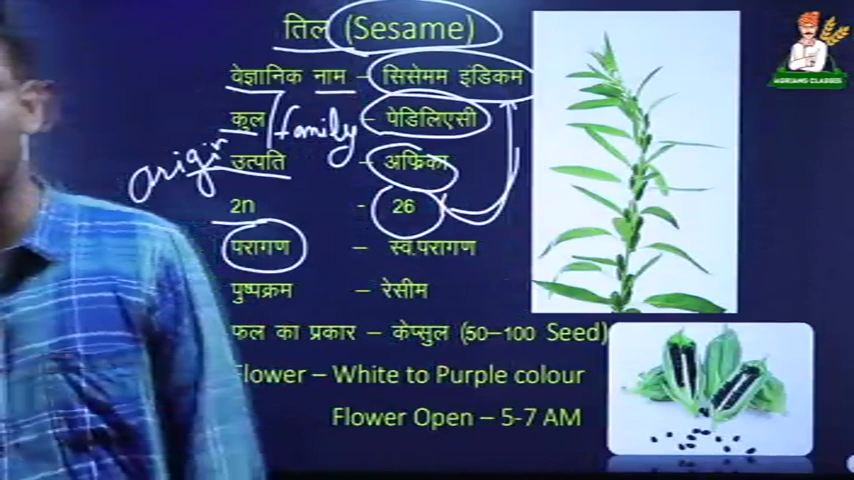 तिल (Sesame)
वैज्ञानिक नाम – सिसेमम इंडिकम
कुल / family – पेडिलिएसी
origin उत्पति – अफ्रिका
2n - 26
परागण – स्व.परागण
पुष्पक्रम – रेसीम
फल का प्रकार – केप्सुल (50–100 Seed)
Flower – White to Purple colour
Flower Open – 5-7 AM
AGRIANS CLASSES